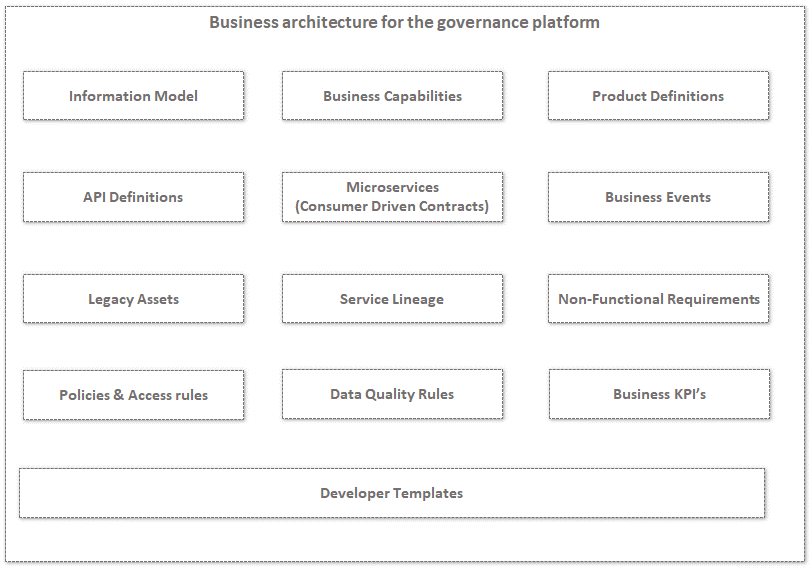 Business architecture for the governance platform
Information Model
Business Capabilities
Product Definitions
API Definitions
Microservices
(Consumer Driven Contracts)
Business Events
Legacy Assets
Service Lineage
Non-Functional Requirements
Policies & Access rules
Data Quality Rules
Business KPI’s
Developer Templates